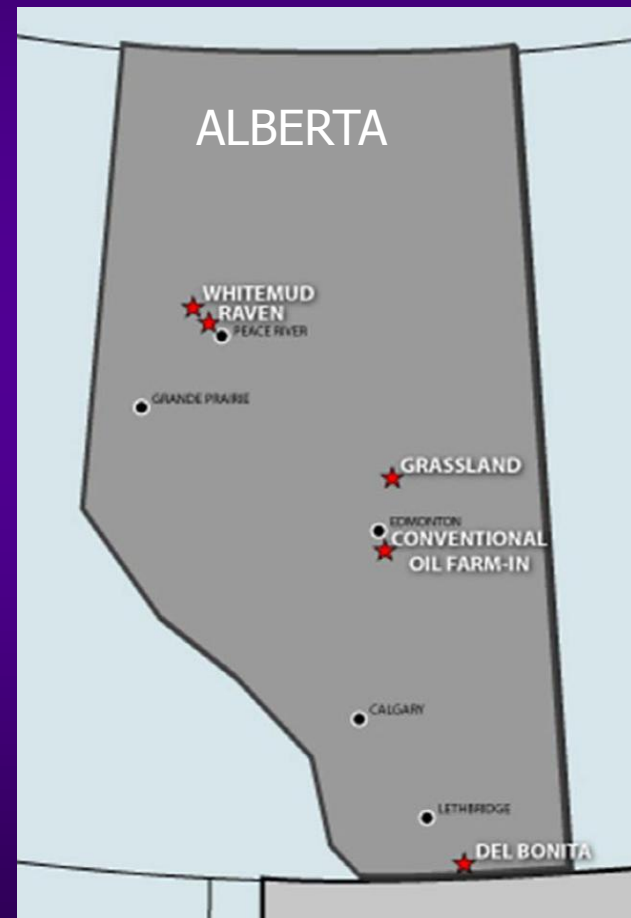 ALBERTA
WHITEMUD
RAVEN
PEACE RIVER
GRANDE PRAIRIE
GRASSLAND
EDMONTON
CONVENTIONAL
OIL FARM-IN
CALGARY
LETHBRIDGE
DEL BONITA